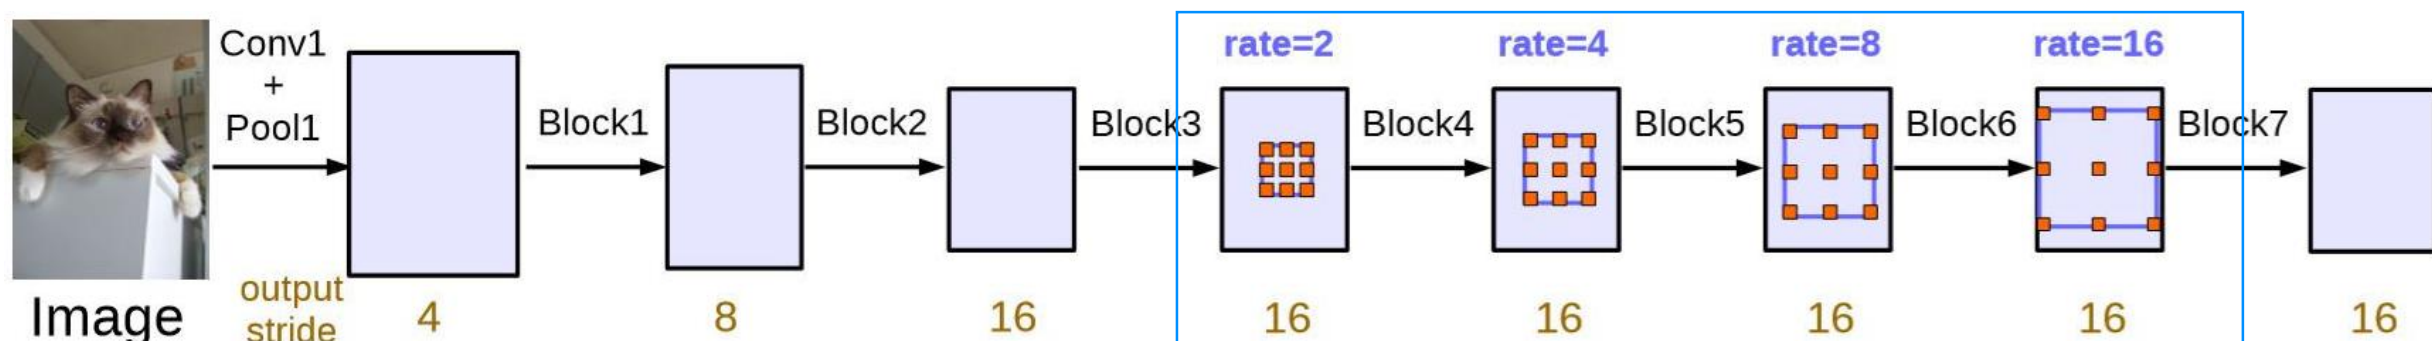 Conv1
+
Pool1
Block1
Block2
Block3
rate=2
Block4
rate=4
Block5
rate=8
Block6
rate=16
Block7
Image
output
stride
4
8
16
16
16
16
16
16